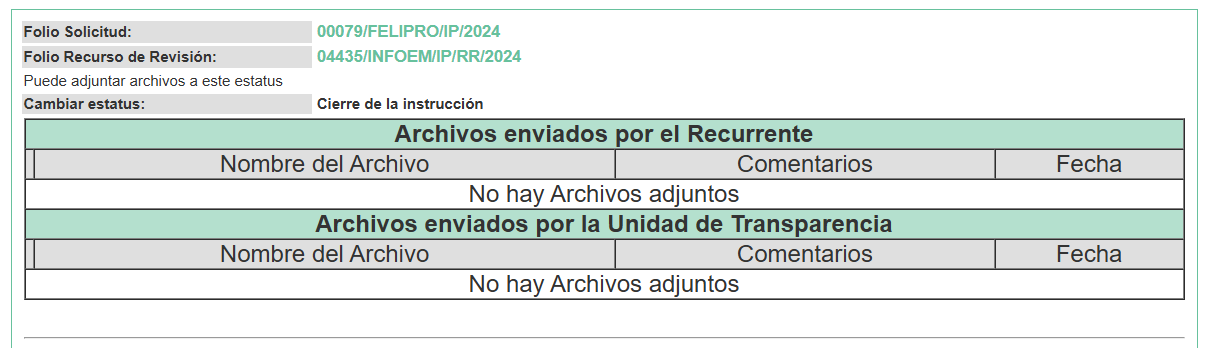 Folio Solicitud: 00079/FELIPRO/IP/2024
Folio Recurso de Revisión: 04435/INFOEM/IP/RR/2024
Puede adjuntar archivos a este estatus
Cambiar estatus: Cierre de la instrucción
Archivos enviados por el Recurrente
Nombre del Archivo Comentarios Fecha
No hay Archivos adjuntos
Archivos enviados por la Unidad de Transparencia
Nombre del Archivo Comentarios Fecha
No hay Archivos adjuntos